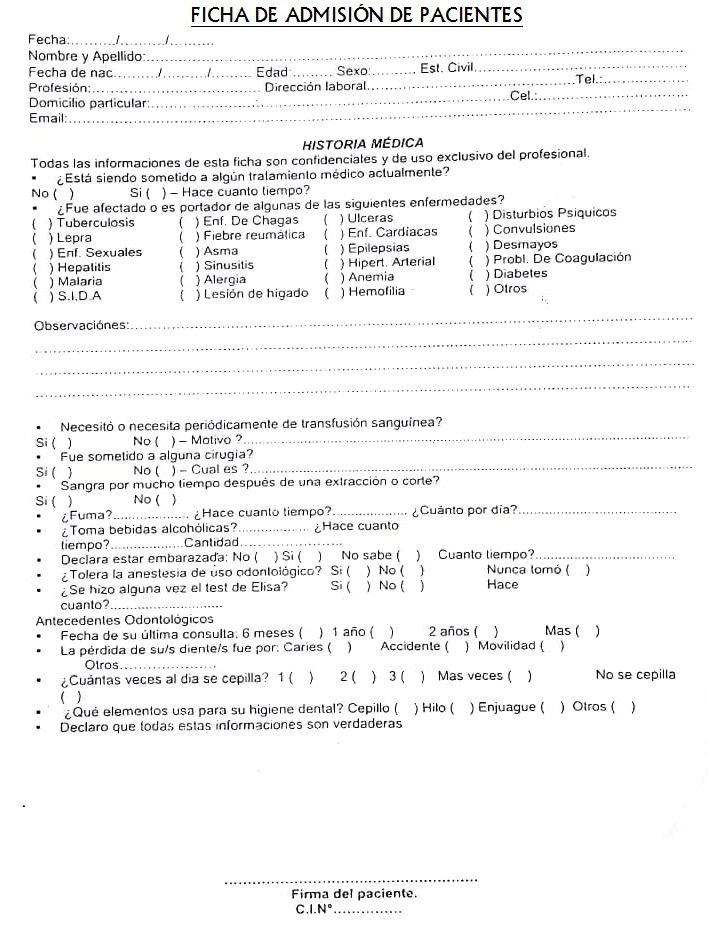 FICHA DE ADMISIÓN DE PACIENTES
Fecha:........../........../..........
Nombre y Apellido:..........
Fecha de nac........../........../.......... Edad:.......... Sexo:.......... Est. Civil..........
Profesión:.......... Dirección laboral..........Tel.:..........
Domicilio particular:..........:..........Cel.:..........
Email:..........
HISTORIA MÉDICA
Todas las informaciones de esta ficha son confidenciales y de uso exclusivo del profesional.
• ¿Está siendo sometido a algún tratamiento médico actualmente?
No ( ) Si ( ) – Hace cuanto tiempo?
• ¿Fue afectado o es portador de algunas de las siguientes enfermedades?
( ) Tuberculosis ( ) Enf. De Chagas ( ) Ulceras ( ) Disturbios Psiquicos
( ) Lepra ( ) Fiebre reumática ( ) Enf. Cardíacas ( ) Convulsiones
( ) Enf. Sexuales ( ) Asma ( ) Epilepsias ( ) Desmayos
( ) Hepatitis ( ) Sinusitis ( ) Hipert. Arterial ( ) Probl. De Coagulación
( ) Malaria ( ) Alergia ( ) Anemia ( ) Diabetes
( ) S.I.D.A ( ) Lesión de higado ( ) Hemofilia ( ) Otros
Observaciónes:..........
• Necesitó o necesita periódicamente de transfusión sanguínea?
Si ( ) No ( ) – Motivo ?..........
• Fue sometido a alguna cirugía?
Si ( ) No ( ) – Cual es ?..........
• Sangra por mucho tiempo después de una extracción o corte?
Si ( ) No ( )
• ¿Fuma?.......... ¿Hace cuanto tiempo?.......... ¿Cuánto por día?..........
• ¿Toma bebidas alcohólicas?.......... ¿Hace cuanto
tiempo?..........Cantidad..........
• Declara estar embarazada: No ( ) Si ( ) No sabe ( ) Cuanto tiempo?..........
• ¿Tolera la anestesia de uso odontológico? Si ( ) No ( ) Nunca tomó ( )
• ¿Se hizo alguna vez el test de Elisa? Si ( ) No ( ) Hace
cuanto?..........
Antecedentes Odontológicos
• Fecha de su última consulta: 6 meses ( ) 1 año ( ) 2 años ( ) Mas ( )
• La pérdida de su/s diente/s fue por: Caries ( ) Accidente ( ) Movilidad ( )
Otros..........
• ¿Cuántas veces al dia se cepilla? 1 ( ) 2 ( ) 3 ( ) Mas veces ( ) No se cepilla
( )
• ¿Qué elementos usa para su higiene dental? Cepillo ( ) Hilo ( ) Enjuague ( ) Otros ( )
• Declaro que todas estas informaciones son verdaderas
Firma del paciente.
C.I.N°..........